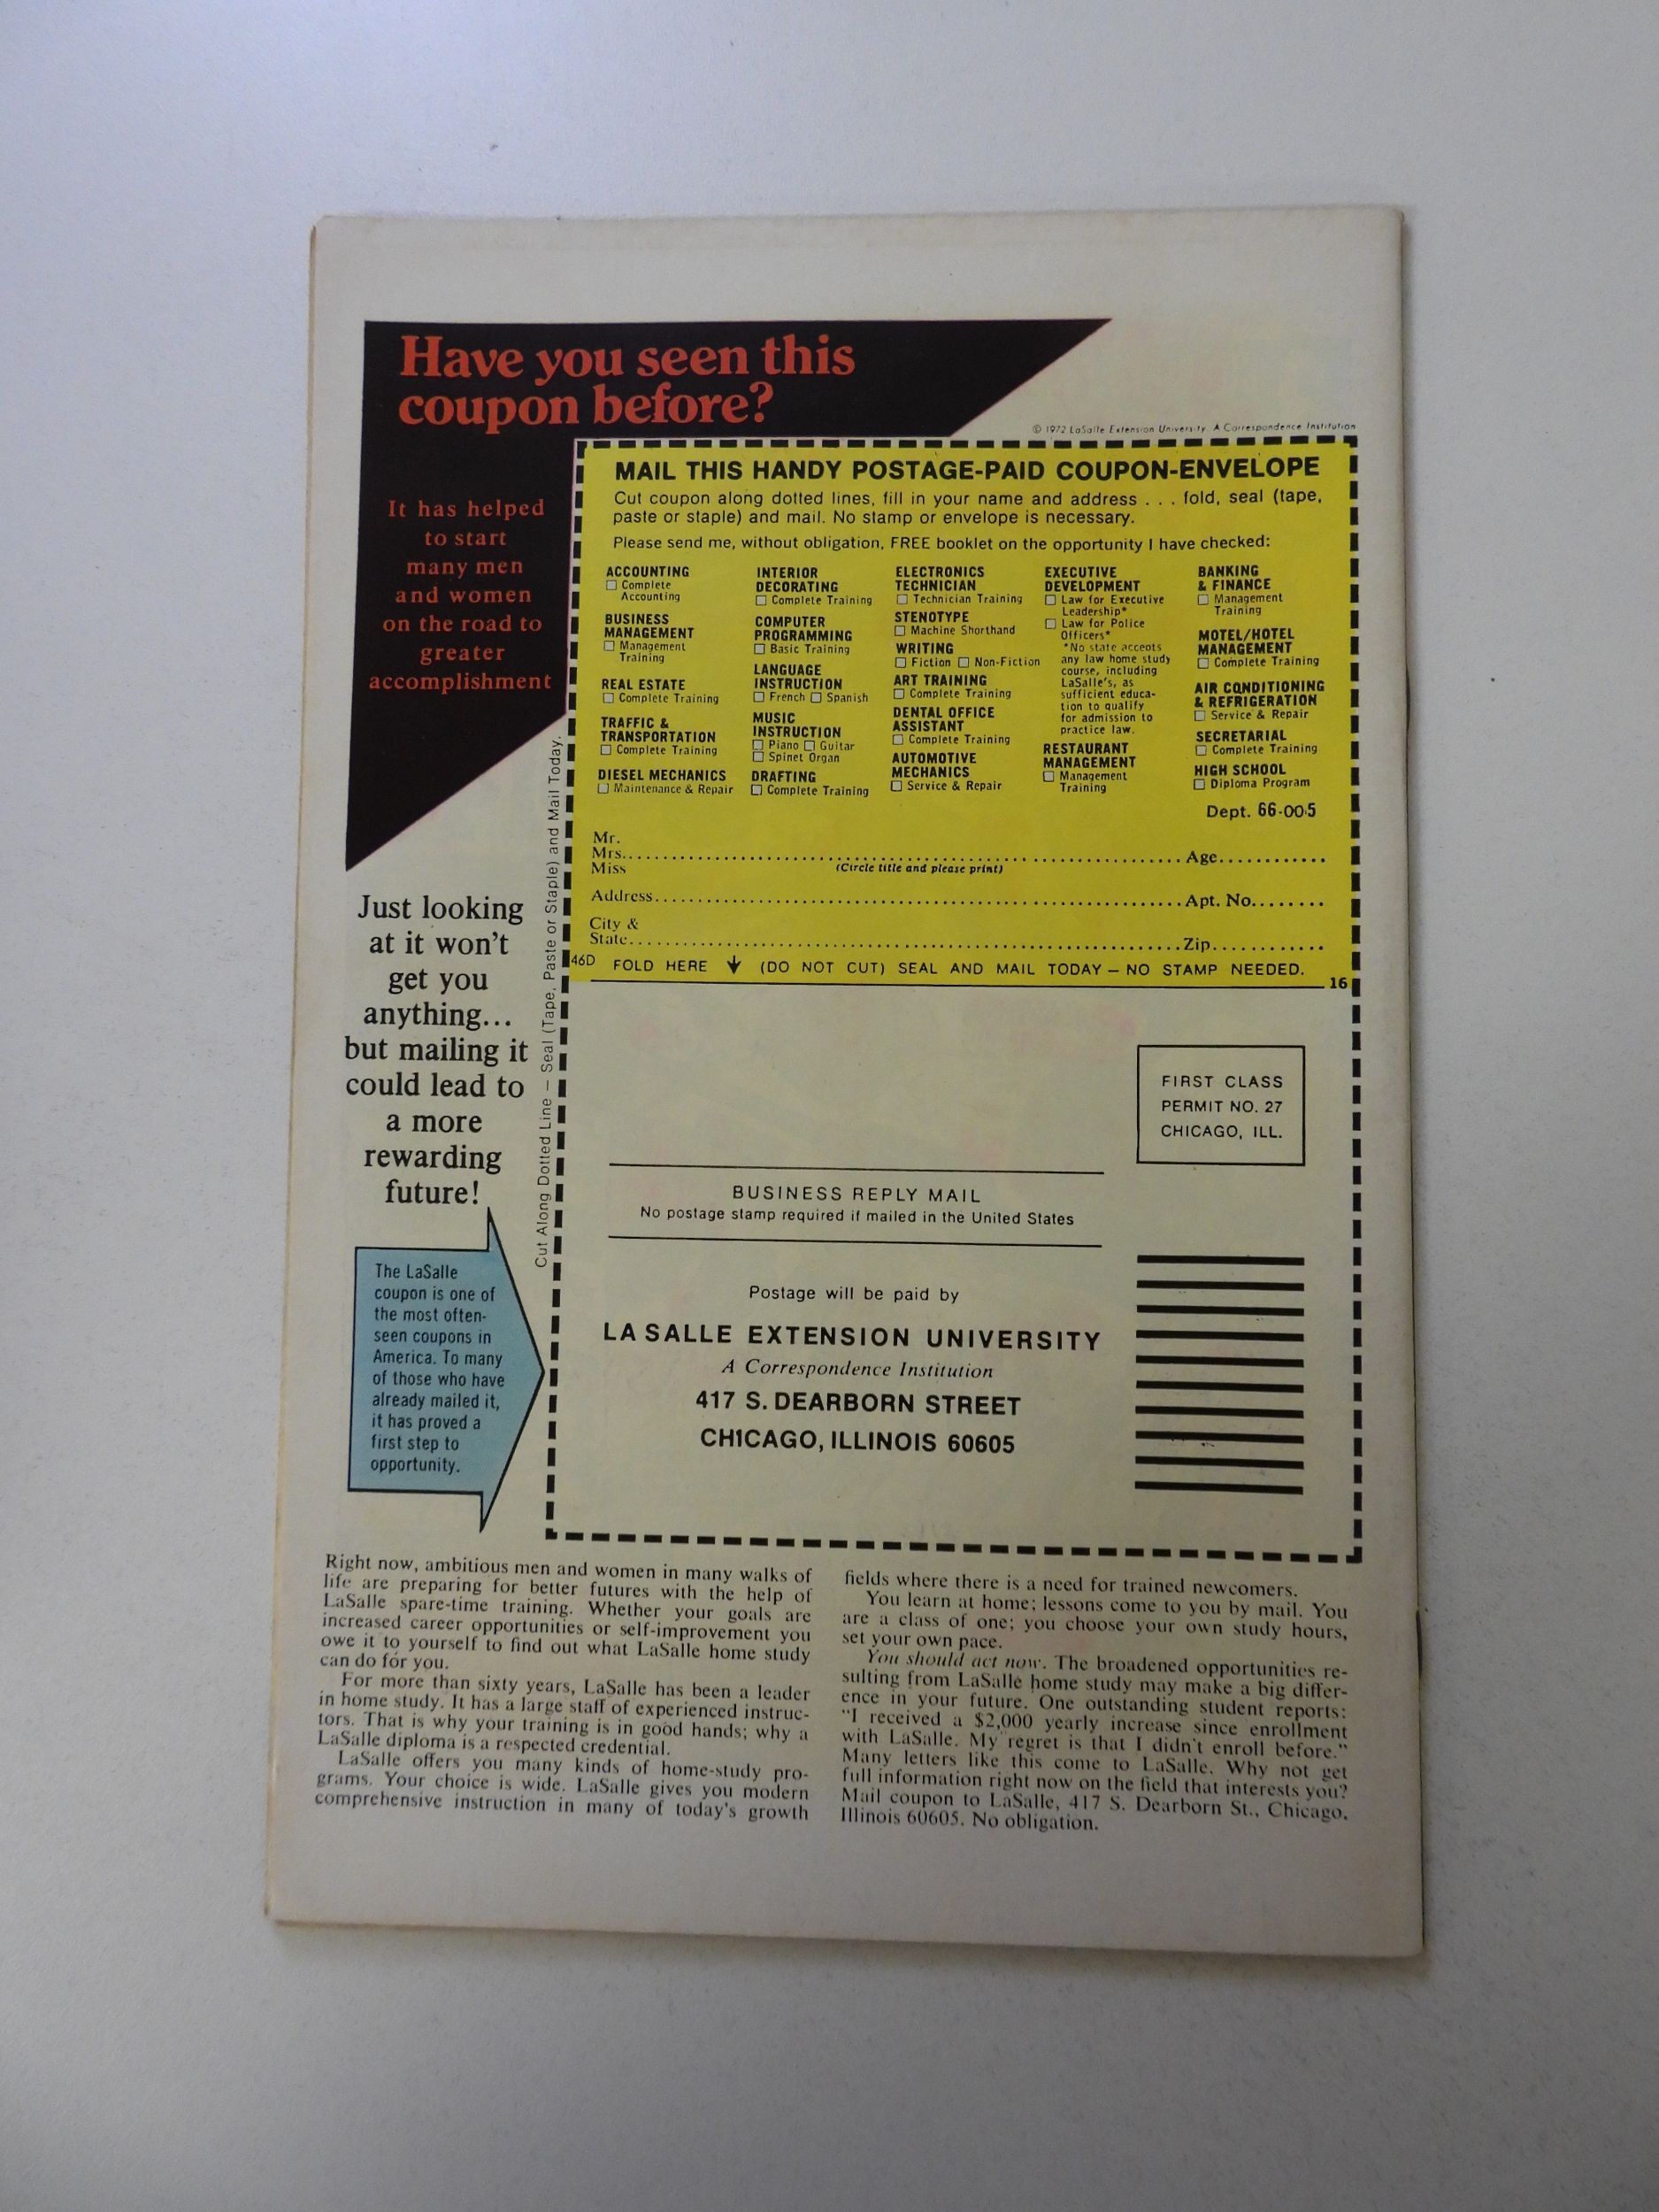 Have you seen this
coupon before?
© 1972 LaSalle Extension University. A Correspondence Institution
It has helped
to start
many men
and women
on the road to
greater
accomplishment
MAIL THIS HANDY POSTAGE-PAID COUPON-ENVELOPE
Cut coupon along dotted lines, fill in your name and address . . . fold, seal (tape,
paste or staple) and mail. No stamp or envelope is necessary.
Please send me, without obligation, FREE booklet on the opportunity I have checked:
ACCOUNTING
☐ Complete
Accounting
BUSINESS
MANAGEMENT
☐ Management
Training
REAL ESTATE
☐ Complete Training
TRAFFIC &
TRANSPORTATION
☐ Complete Training
DIESEL MECHANICS
☐ Maintenance & Repair
INTERIOR
DECORATING
☐ Complete Training
COMPUTER
PROGRAMMING
☐ Basic Training
LANGUAGE
INSTRUCTION
☐ French ☐ Spanish
MUSIC
INSTRUCTION
☐ Piano ☐ Guitar
☐ Spinet Organ
DRAFTING
☐ Complete Training
ELECTRONICS
TECHNICIAN
☐ Technician Training
STENOTYPE
☐ Machine Shorthand
WRITING
☐ Fiction ☐ Non-Fiction
ART TRAINING
☐ Complete Training
DENTAL OFFICE
ASSISTANT
☐ Complete Training
AUTOMOTIVE
MECHANICS
☐ Service & Repair
EXECUTIVE
DEVELOPMENT
☐ Law for Executive
Leadership*
☐ Law for Police
Officers*
*No state accepts
any law home study
course, including
LaSalle's, as
sufficient educa-
tion to qualify
for admission to
practice law.
RESTAURANT
MANAGEMENT
☐ Management
Training
BANKING
& FINANCE
☐ Management
Training
MOTEL/HOTEL
MANAGEMENT
☐ Complete Training
AIR CONDITIONING
& REFRIGERATION
☐ Service & Repair
SECRETARIAL
☐ Complete Training
HIGH SCHOOL
☐ Diploma Program
Dept. 66-005
Mr.
Mrs. Age
Miss (Circle title and please print)
Address Apt. No.
City &
State Zip
46D FOLD HERE (DO NOT CUT) SEAL AND MAIL TODAY — NO STAMP NEEDED.
16
Cut Along Dotted Line — Seal (Tape, Paste or Staple) and Mail Today.
Just looking
at it won't
get you
anything...
but mailing it
could lead to
a more
rewarding
future!
FIRST CLASS
PERMIT NO. 27
CHICAGO, ILL.
BUSINESS REPLY MAIL
No postage stamp required if mailed in the United States
Postage will be paid by
LA SALLE EXTENSION UNIVERSITY
A Correspondence Institution
417 S. DEARBORN STREET
CHICAGO, ILLINOIS 60605
The LaSalle
coupon is one of
the most often-
seen coupons in
America. To many
of those who have
already mailed it,
it has proved a
first step to
opportunity.
Right now, ambitious men and women in many walks of
life are preparing for better futures with the help of
LaSalle spare-time training. Whether your goals are
increased career opportunities or self-improvement you
owe it to yourself to find out what LaSalle home study
can do for you.
For more than sixty years, LaSalle has been a leader
in home study. It has a large staff of experienced instruc-
tors. That is why your training is in good hands; why a
LaSalle diploma is a respected credential.
LaSalle offers you many kinds of home-study pro-
grams. Your choice is wide. LaSalle gives you modern
comprehensive instruction in many of today's growth
fields where there is a need for trained newcomers.
You learn at home; lessons come to you by mail. You
are a class of one; you choose your own study hours,
set your own pace.
You should act now. The broadened opportunities re-
sulting from LaSalle home study may make a big differ-
ence in your future. One outstanding student reports:
"I received a $2,000 yearly increase since enrollment
with LaSalle. My regret is that I didn't enroll before."
Many letters like this come to LaSalle. Why not get
full information right now on the field that interests you?
Mail coupon to LaSalle, 417 S. Dearborn St., Chicago,
Illinois 60605. No obligation.